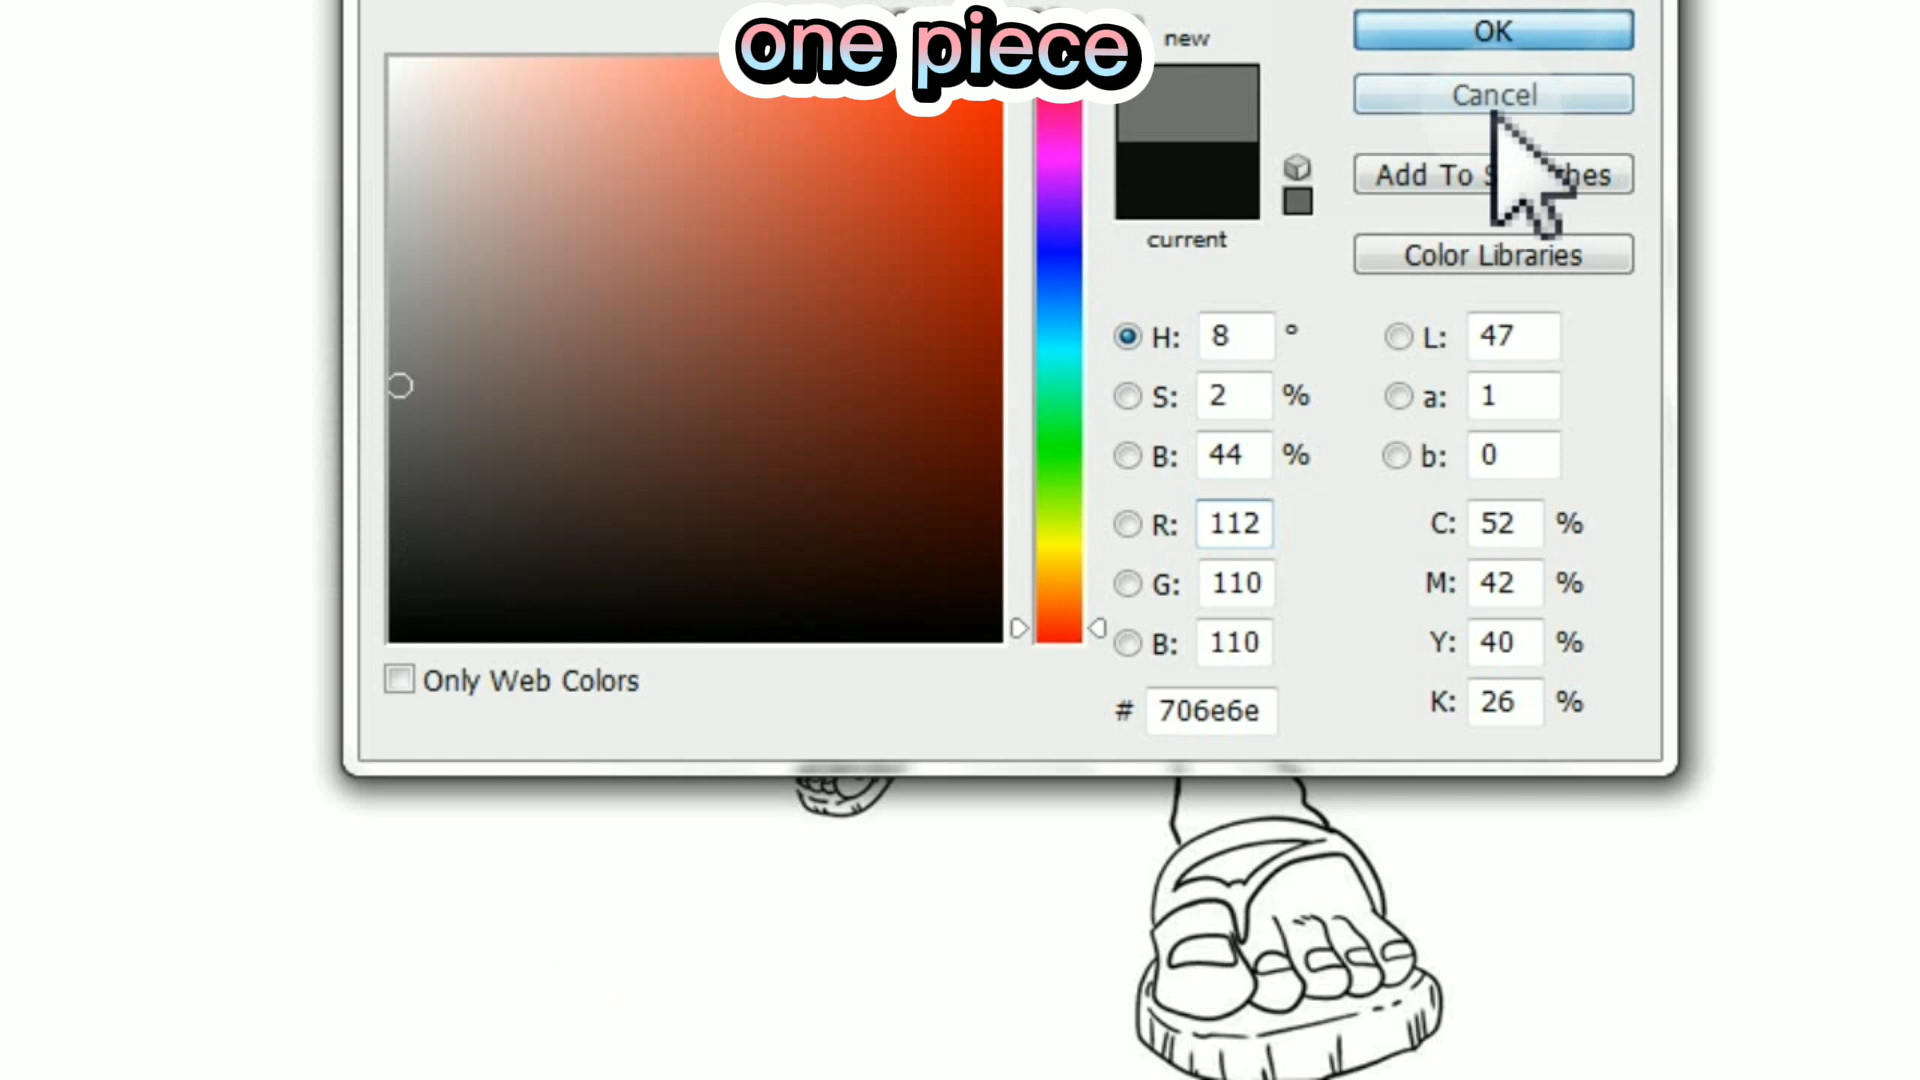 one piece
new
OK
Cancel
Add To S hes
current
Color Libraries
H: 8 °
L: 47
S: 2 %
a: 1
B: 44 %
b: 0
R: 112
C: 52 %
G: 110
M: 42 %
B: 110
Y: 40 %
Only Web Colors
# 706e6e
K: 26 %